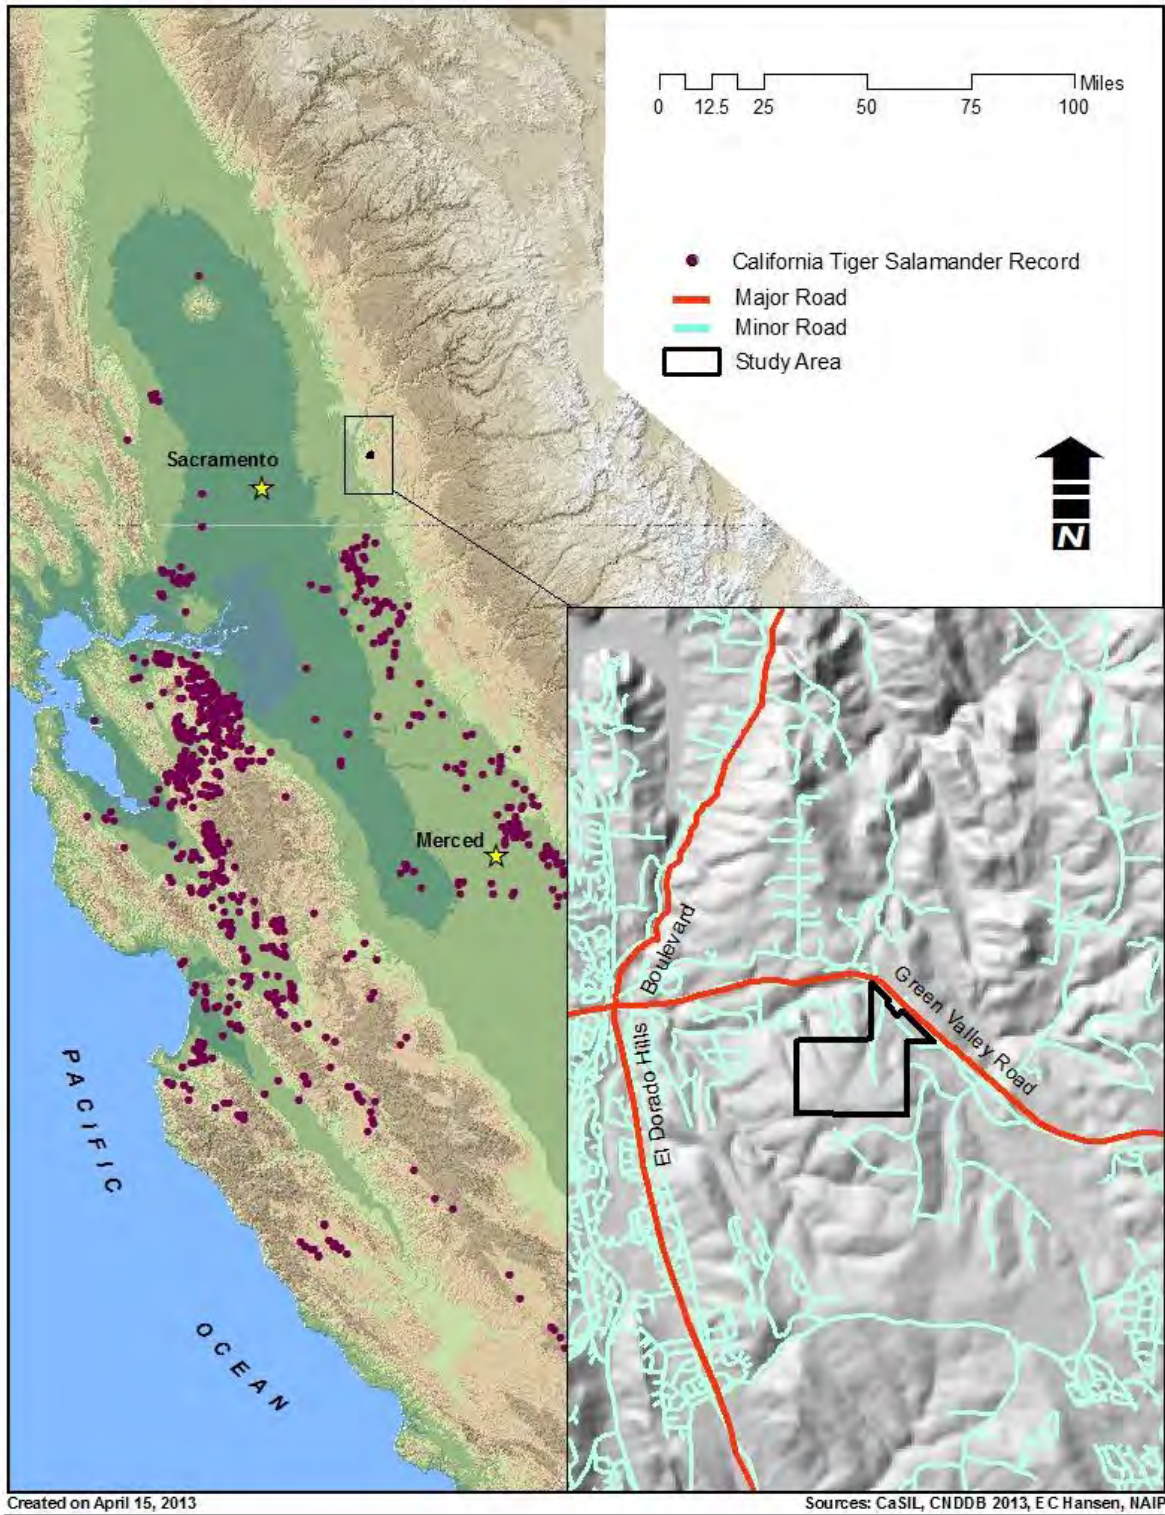 Miles
0 12.5 25 50 75 100
California Tiger Salamander Record
Major Road
Minor Road
Study Area
N
Sacramento
Merced
PACIFIC
OCEAN
El Dorado Hills Boulevard
Green Valley Road
Created on April 15, 2013
Sources: CaSIL, CNDDB 2013, E C Hansen, NAIP